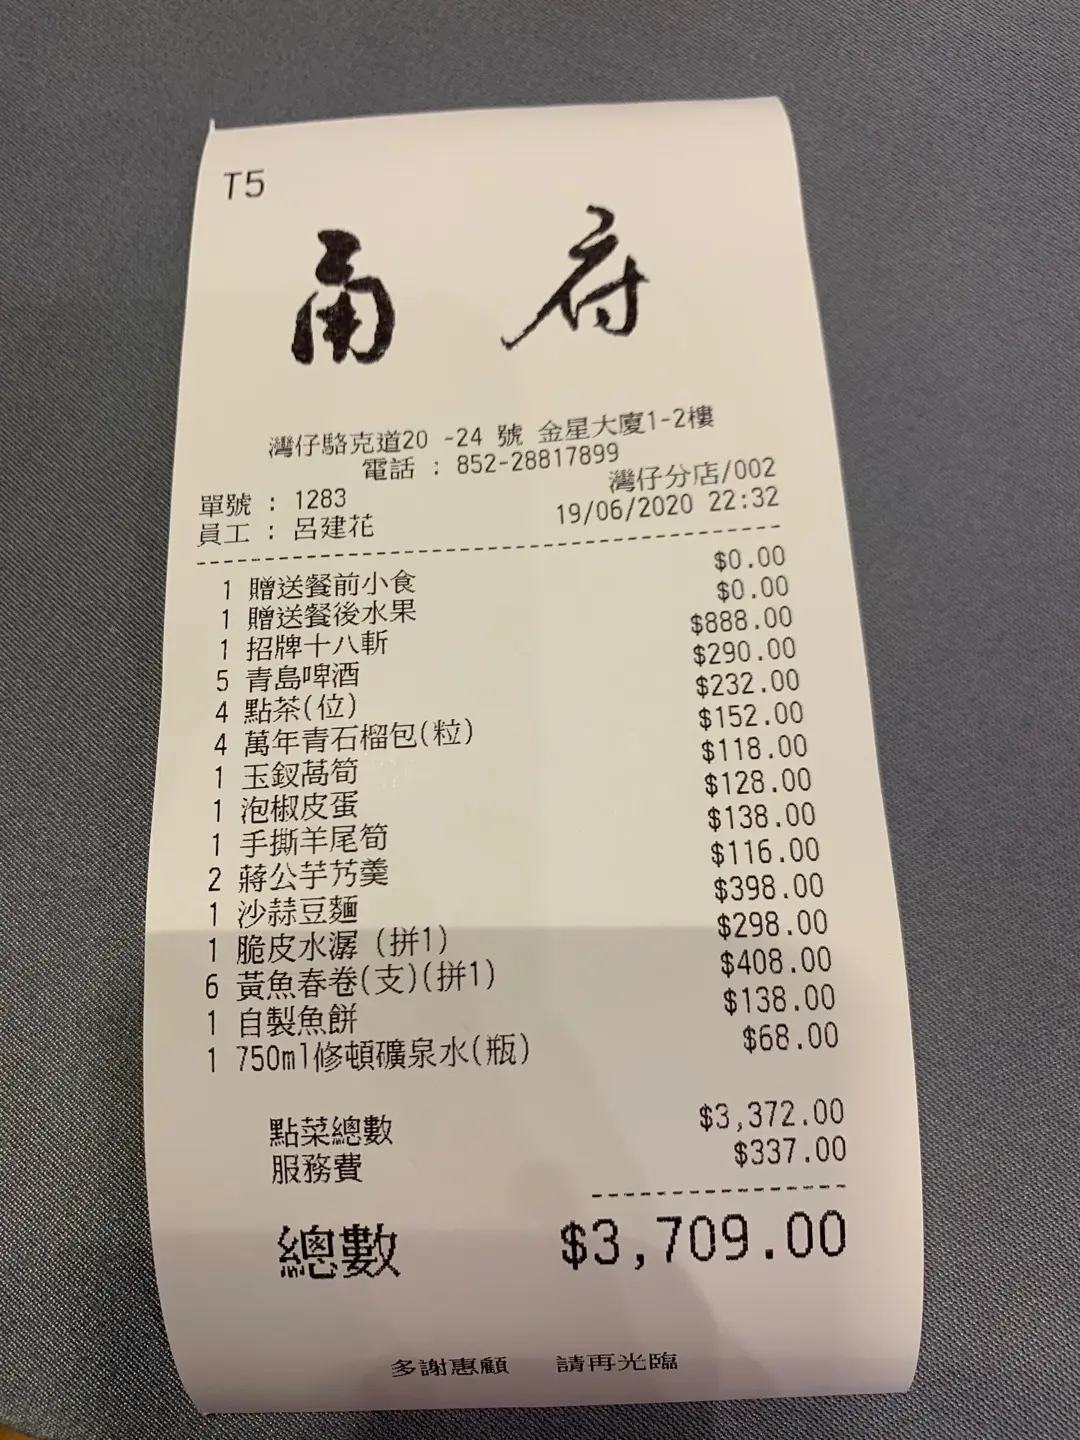 T5
甬 府
灣仔駱克道20 -24 號 金星大廈1-2樓
電話 : 852-28817899
灣仔分店/002
單號 : 1283
員工 : 呂建花 19/06/2020 22:32
1 贈送餐前小食 $0.00
1 贈送餐後水果 $0.00
1 招牌十八斬 $888.00
5 青島啤酒 $290.00
4 點茶(位) $232.00
4 萬年青石榴包(粒) $152.00
1 玉釵萵筍 $118.00
1 泡椒皮蛋 $128.00
1 手撕羊尾筍 $138.00
2 蔣公芋艿羹 $116.00
1 沙蒜豆麵 $398.00
1 脆皮水潺 (拼1) $298.00
6 黃魚春卷(支)(拼1) $408.00
1 自製魚餅 $138.00
1 750ml修頓礦泉水(瓶) $68.00
點菜總數 $3,372.00
服務費 $337.00
總數 $3,709.00
多謝惠顧 請再光臨